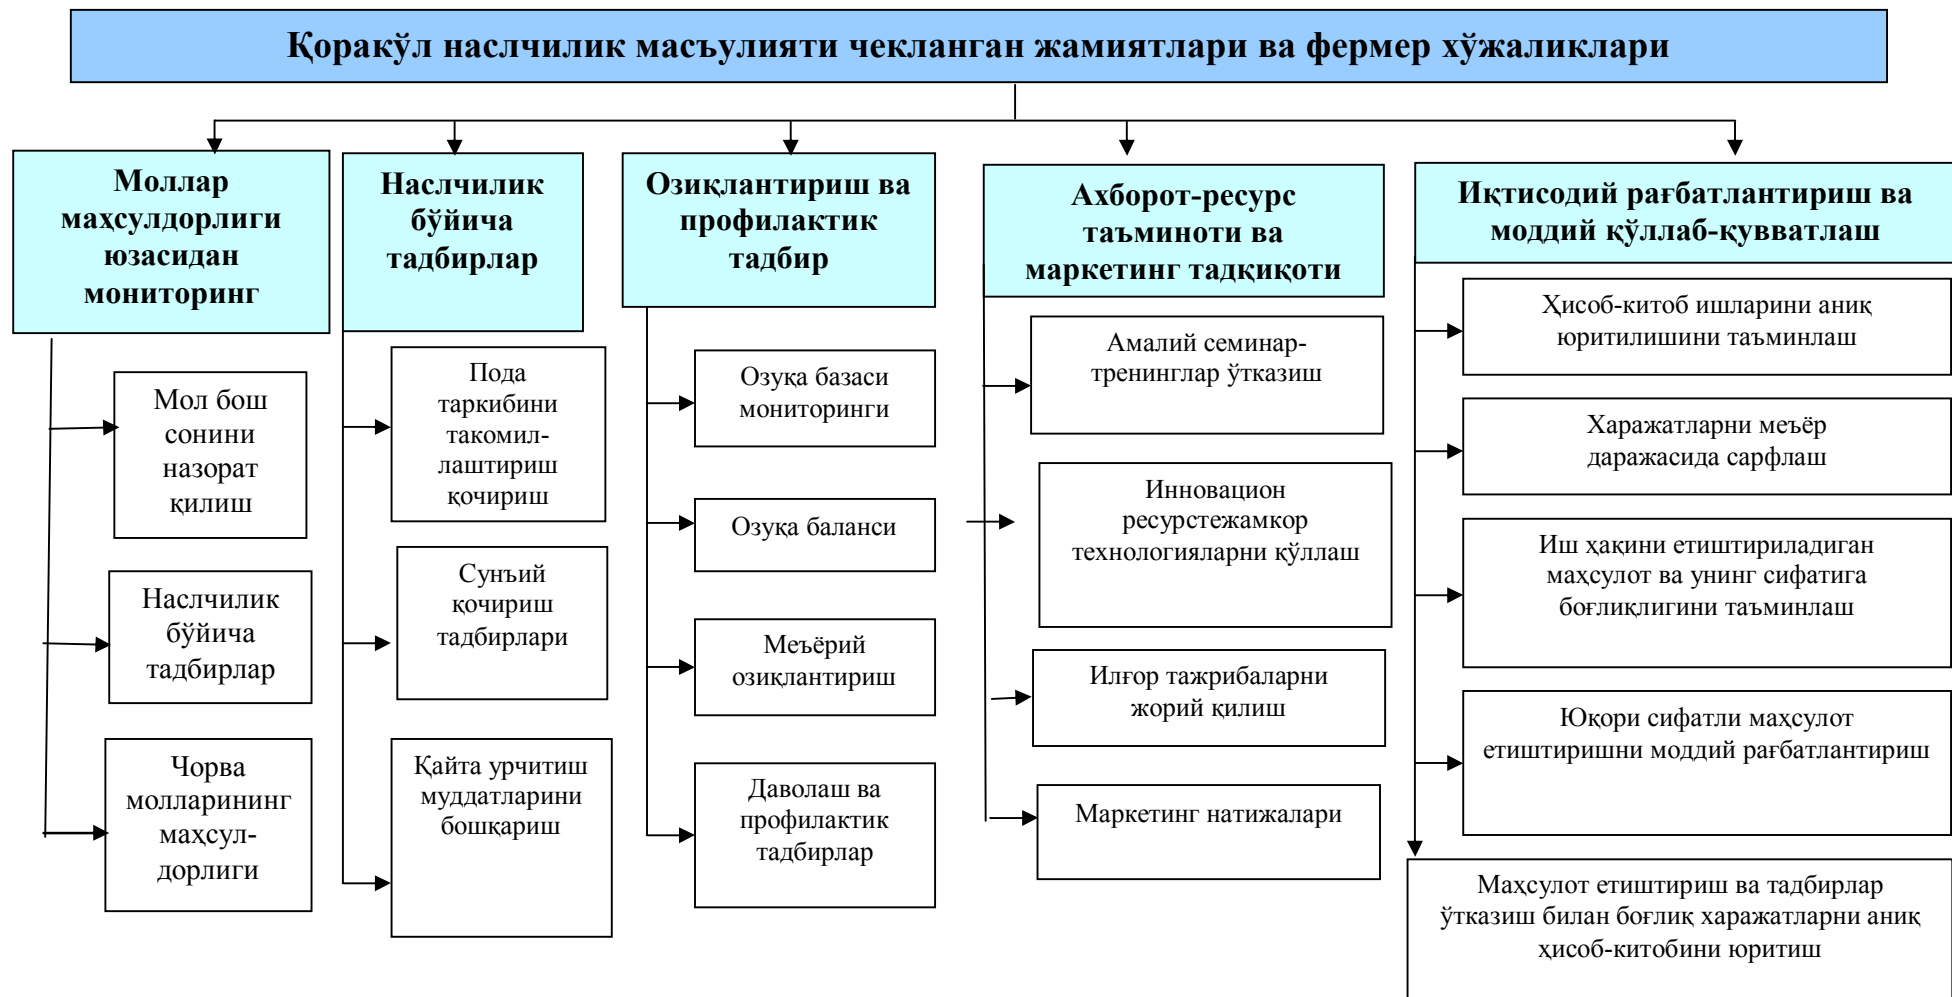 Қоракўл наслчилик масъулияти чекланган жамиятлари ва фермер хўжаликлари
Моллар
маҳсулдорлиги
юзасидан
мониторинг
Мол бош
сонини
назорат
қилиш
Наслчилик
бўйича
тадбирлар
Чорва
молларининг
маҳсул-
дорлиги
Наслчилик
бўйича
тадбирлар
Пода
таркибини
такомил-
лаштириш
қочириш
Сунъий
қочириш
тадбирлари
Қайта урчитиш
муддатларини
бошқариш
Озиқлантириш ва
профилактик
тадбир
Озуқа базаси
мониторинги
Озуқа баланси
Меъёрий
озиқлантириш
Даволаш ва
профилактик
тадбирлар
Ахборот-ресурс
таъминоти ва
маркетинг тадқиқоти
Амалий семинар-
тренинглар ўтказиш
Инновацион
ресурстежамкор
технологияларни қўллаш
Илғор тажрибаларни
жорий қилиш
Маркетинг натижалари
Иқтисодий рағбатлантириш ва
моддий қўллаб-қувватлаш
Ҳисоб-китоб ишларини аниқ
юритилишини таъминлаш
Харажатларни меъёр
даражасида сарфлаш
Иш ҳақини етиштириладиган
маҳсулот ва унинг сифатига
боғлиқлигини таъминлаш
Юқори сифатли маҳсулот
етиштиришни моддий рағбатлантириш
Маҳсулот етиштириш ва тадбирлар
ўтказиш билан боғлиқ харажатларни аниқ
ҳисоб-китобини юритиш